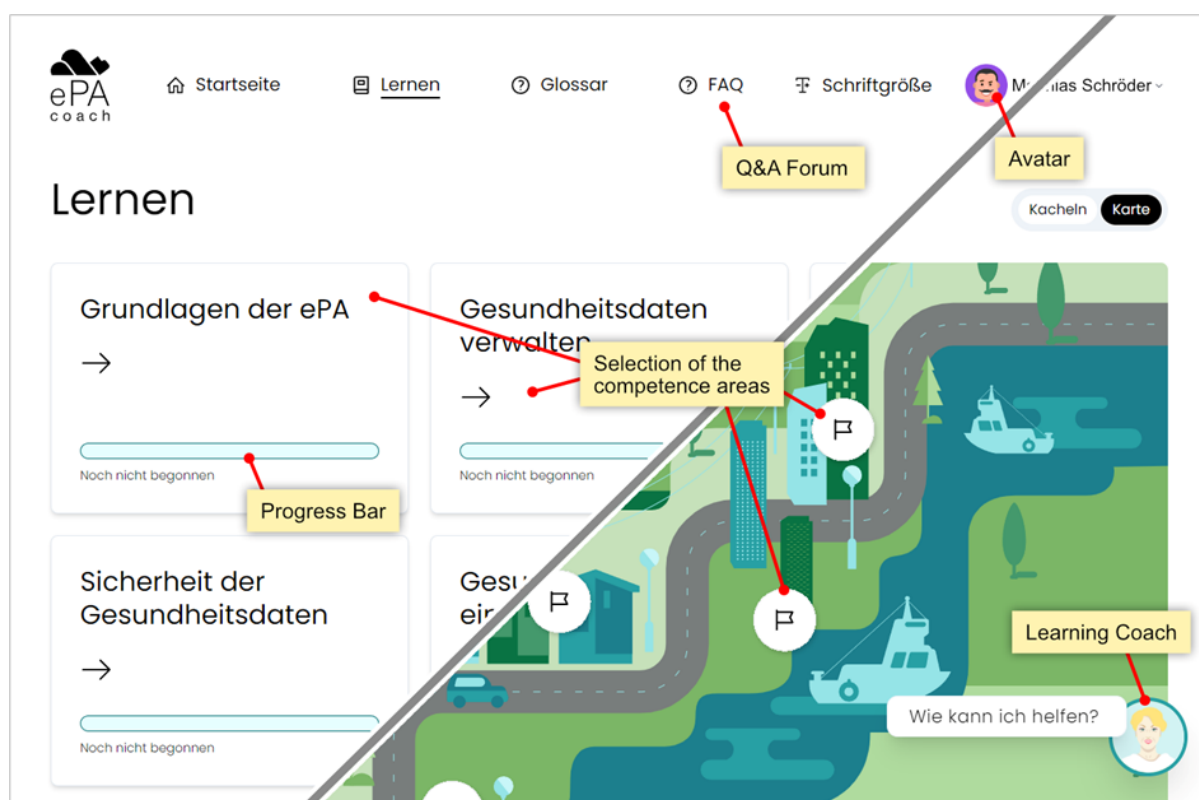 ePA
coach
Startseite
Lernen
Glossar
FAQ
Schriftgröße
Schröder
Q&A Forum
Avatar
Lernen
Kacheln
Karte
Grundlagen der ePA
Noch nicht begonnen
Progress Bar
Gesundheitsdaten
verwalten
Noch nicht begonnen
Selection of the
competence areas
Sicherheit der
Gesundheitsdaten
Noch nicht begonnen
Learning Coach
Wie kann ich helfen?